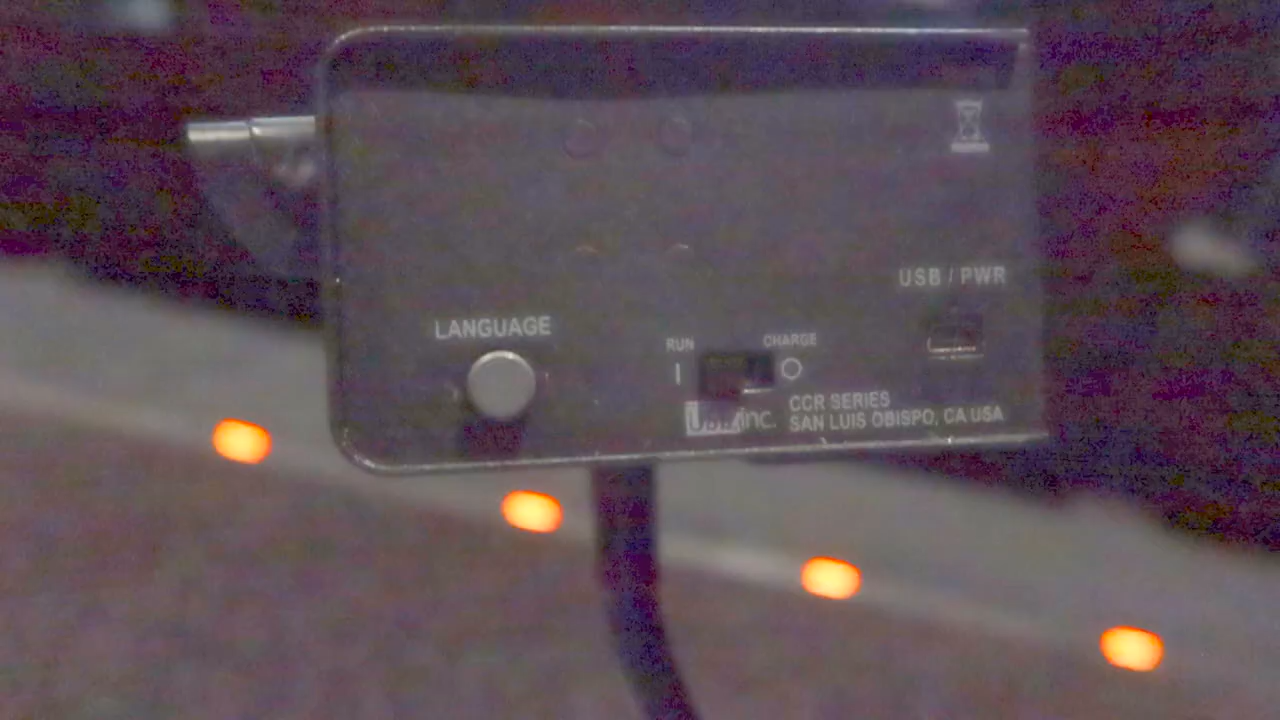 USB / PWR
LANGUAGE
RUN
CHARGE
inc.
CCR SERIES
SAN LUIS OBISPO, CA USA